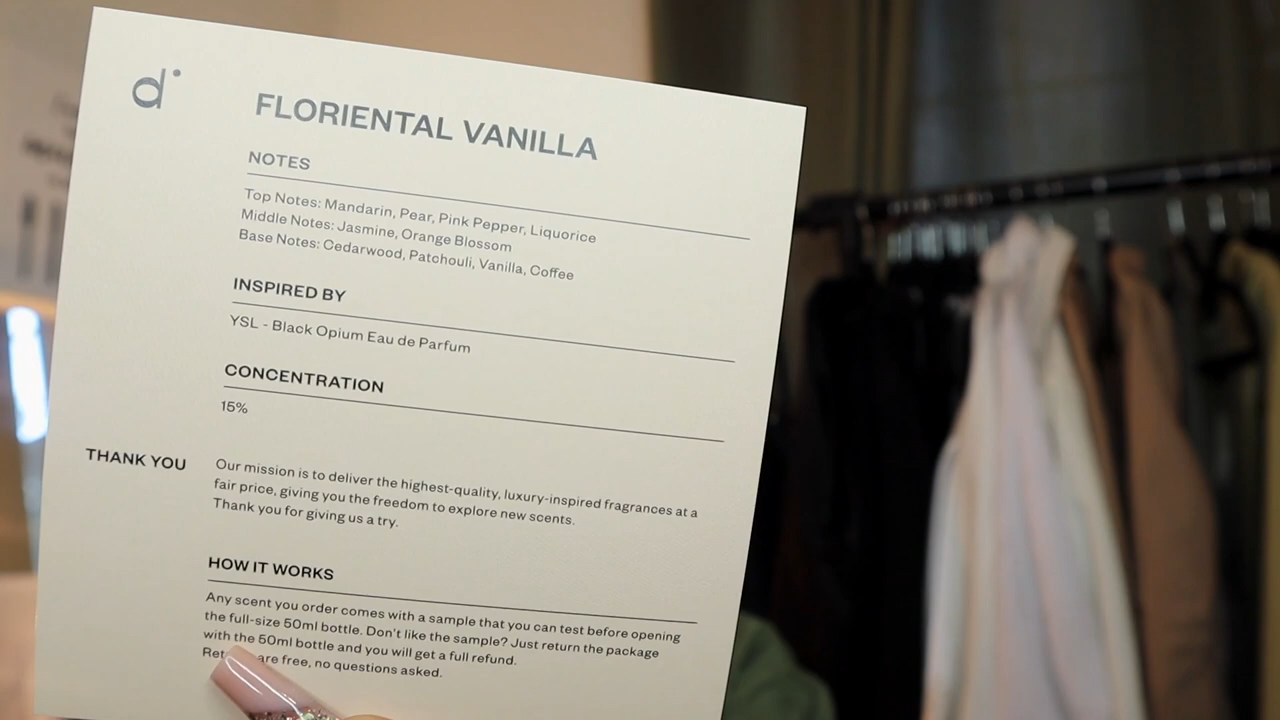 d
FLORIENTAL VANILLA
NOTES
Top Notes: Mandarin, Pear, Pink Pepper, Liquorice
Middle Notes: Jasmine, Orange Blossom
Base Notes: Cedarwood, Patchouli, Vanilla, Coffee
INSPIRED BY
YSL - Black Opium Eau de Parfum
CONCENTRATION
15%
THANK YOU
Our mission is to deliver the highest-quality, luxury-inspired fragrances at a
fair price, giving you the freedom to explore new scents.
Thank you for giving us a try.
HOW IT WORKS
Any scent you order comes with a sample that you can test before opening
the full-size 50ml bottle. Don't like the sample? Just return the package
with the 50ml bottle and you will get a full refund.
are free, no questions asked.